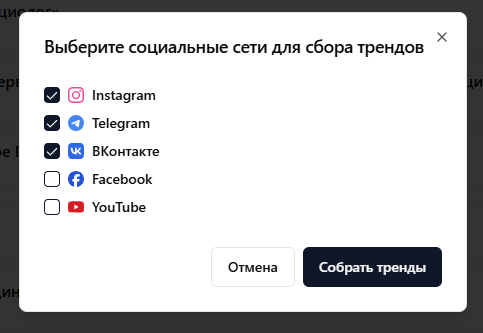 Выберите социальные сети для сбора трендов
Instagram
Telegram
ВКонтакте
Facebook
YouTube
Отмена
Собрать тренды